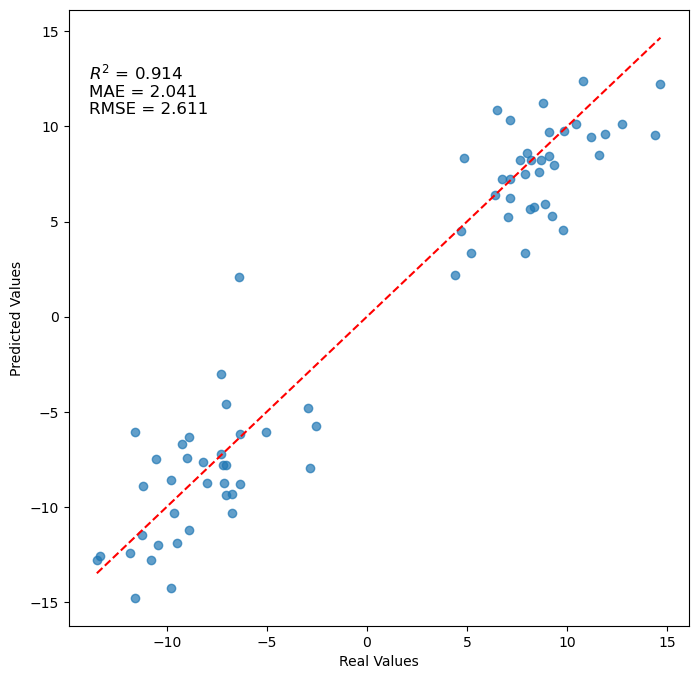 R² = 0.914
MAE = 2.041
RMSE = 2.611
15
10
5
0
−5
−10
−15
Predicted Values
−10 −5 0 5 10 15
Real Values